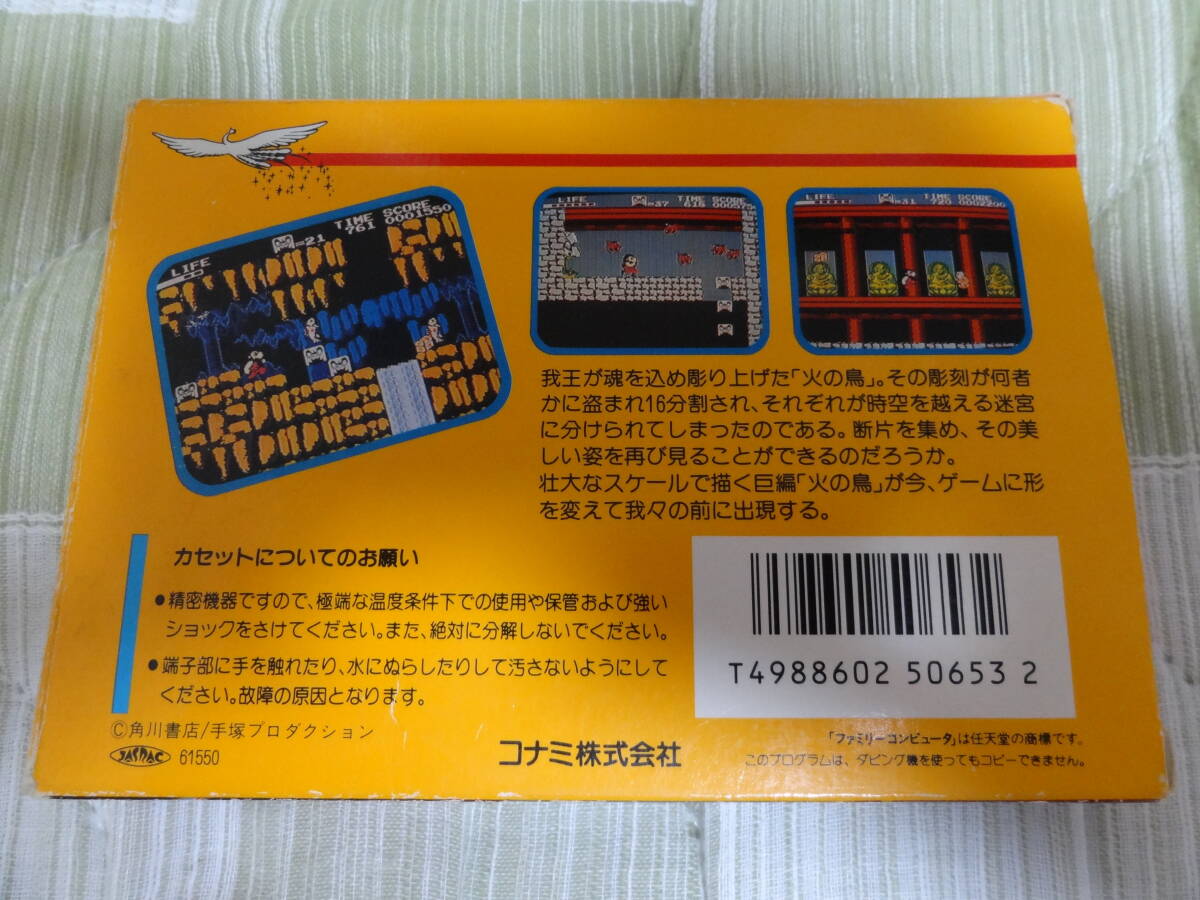 LIFE
=21
TIME SCORE
761 0001550
LIFE
=37
TIME SCORE
616
LIFE
=31
TIME SCORE
720 0002200
我王が魂を込め彫り上げた「火の鳥」。その彫刻が何者
かに盗まれ16分割され、それぞれが時空を越える迷宮
に分けられてしまったのである。断片を集め、その美
しい姿を再び見ることができるのだろうか。
壮大なスケールで描く巨編「火の鳥」が今、ゲームに形
を変えて我々の前に出現する。
カセットについてのお願い
●精密機器ですので、極端な温度条件下での使用や保管および強い
ショックをさけてください。また、絶対に分解しないでください。
●端子部に手を触れたり、水にぬらしたりして汚さないようにして
ください。故障の原因となります。
T4988602 50653 2
©角川書店/手塚プロダクション
JASRAC 61550
コナミ株式会社
「ファミリーコンピュータ」は任天堂の商標です。
このプログラムは、ダビング機を使ってもコピーできません。